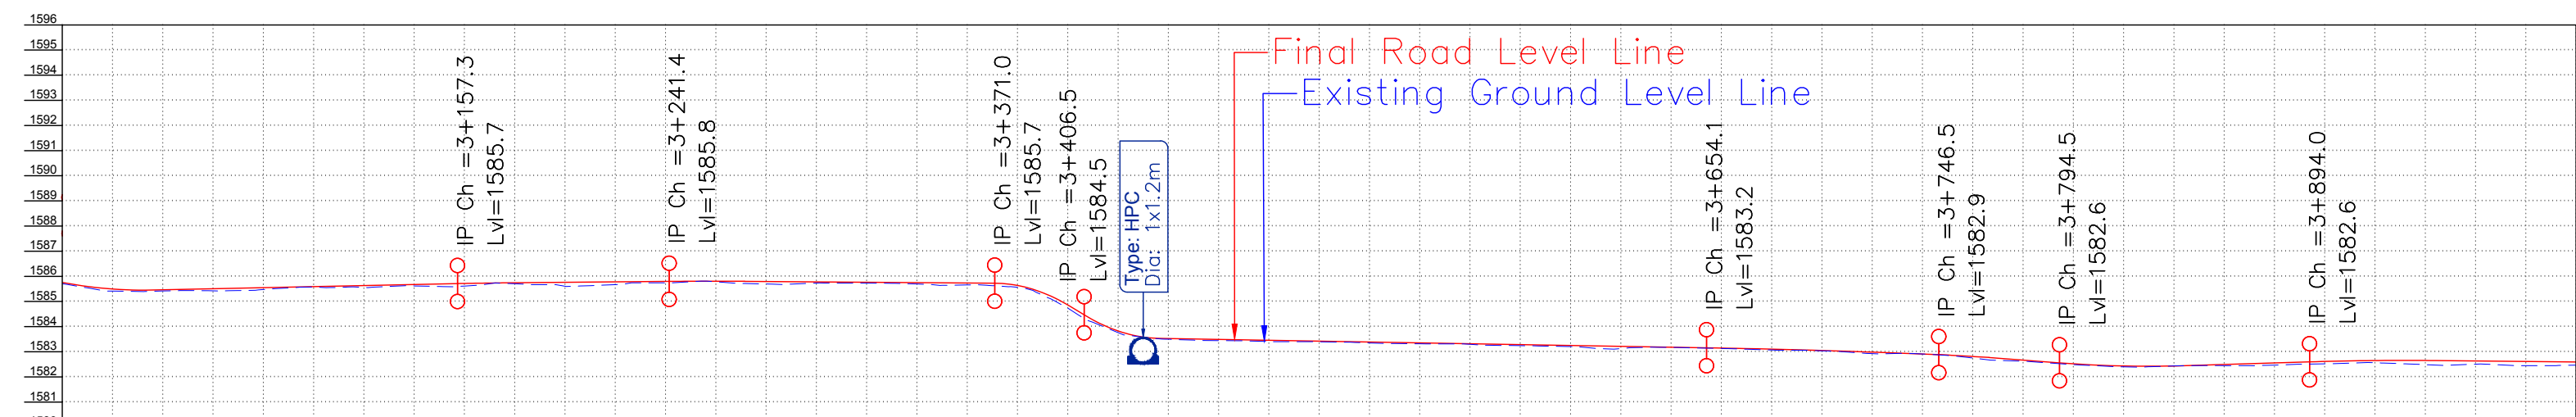 1596
1595
1594
1593
1592
1591
1590
1589
1588
1587
1586
1585
1584
1583
1582
1581
IP Ch =3+157.3
Lvl=1585.7
IP Ch =3+241.4
Lvl=1585.8
IP Ch =3+371.0
Lvl=1585.7
IP Ch =3+406.5
Lvl=1584.5
Type: HPC
Dia: 1x1.2m
Final Road Level Line
Existing Ground Level Line
IP Ch =3+654.1
Lvl=1583.2
IP Ch =3+746.5
Lvl=1582.9
IP Ch =3+794.5
Lvl=1582.6
IP Ch =3+894.0
Lvl=1582.6